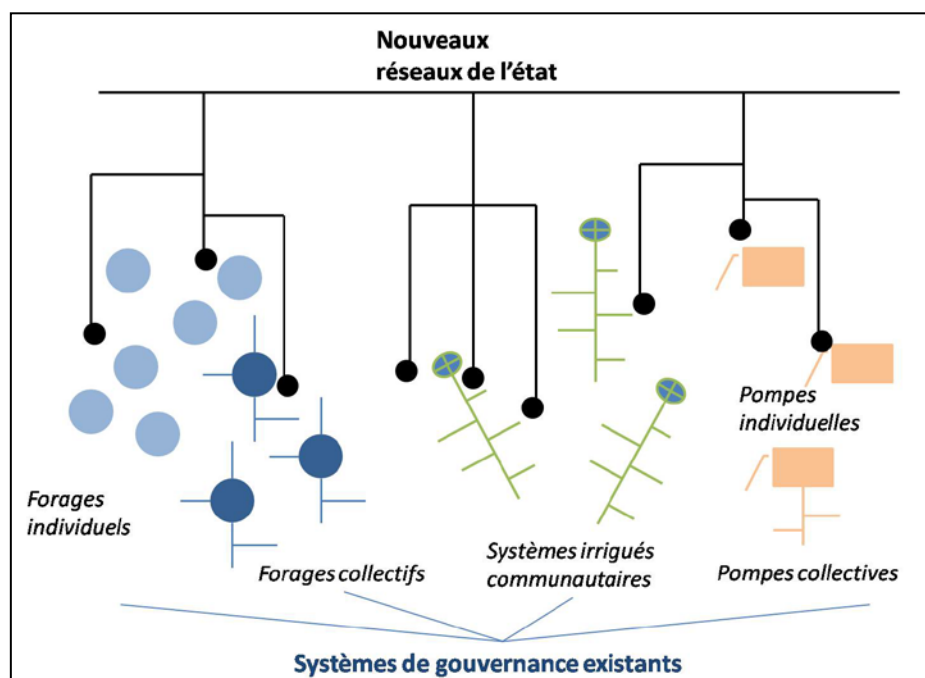 Nouveaux
réseaux de l'état
Pompes
individuelles
Forages
individuels
Forages collectifs
Systèmes irrigués
communautaires
Pompes collectives
Systèmes de gouvernance existants